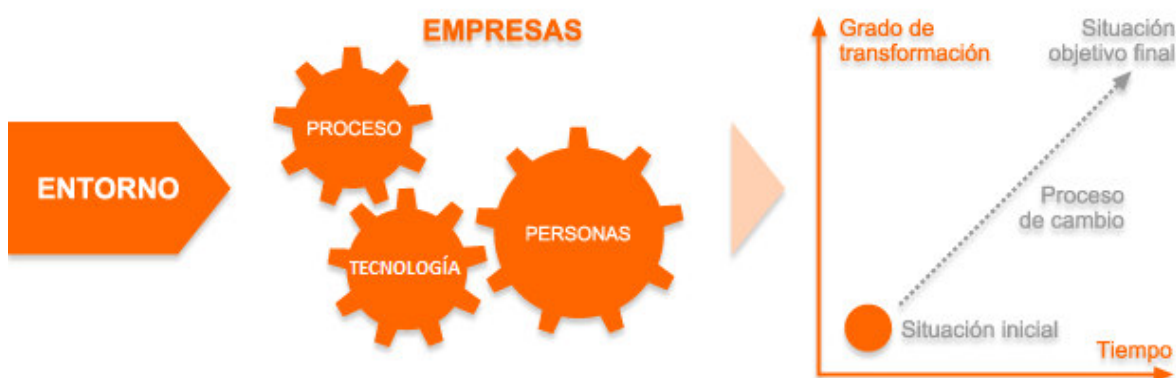 EMPRESAS
ENTORNO
PROCESO
TECNOLOGÍA
PERSONAS
Grado de
transformación
Situación
objetivo final
Proceso
de cambio
Situación inicial
Tiempo